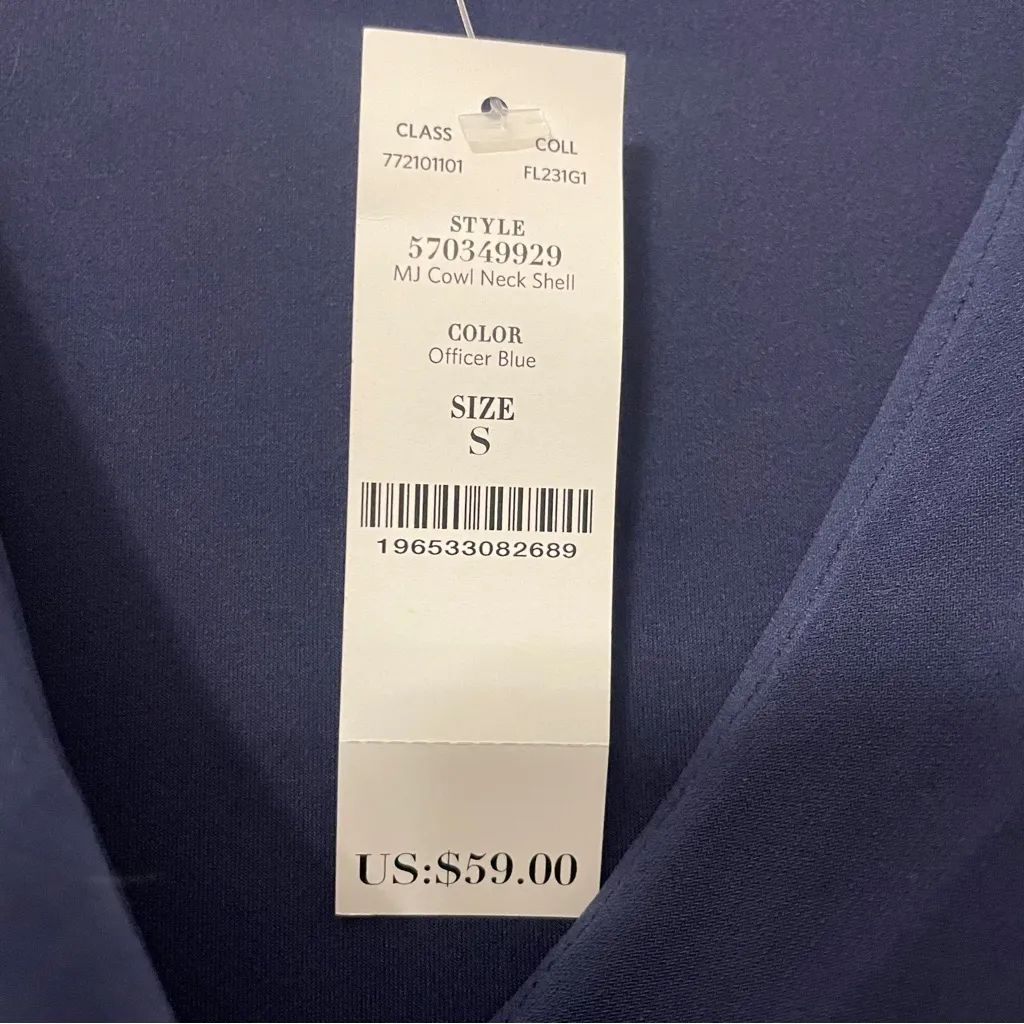 CLASS COLL
772101101 FL231G1
STYLE
570349929
MJ Cowl Neck Shell
COLOR
Officer Blue
SIZE
S
196533082689
US:$59.00